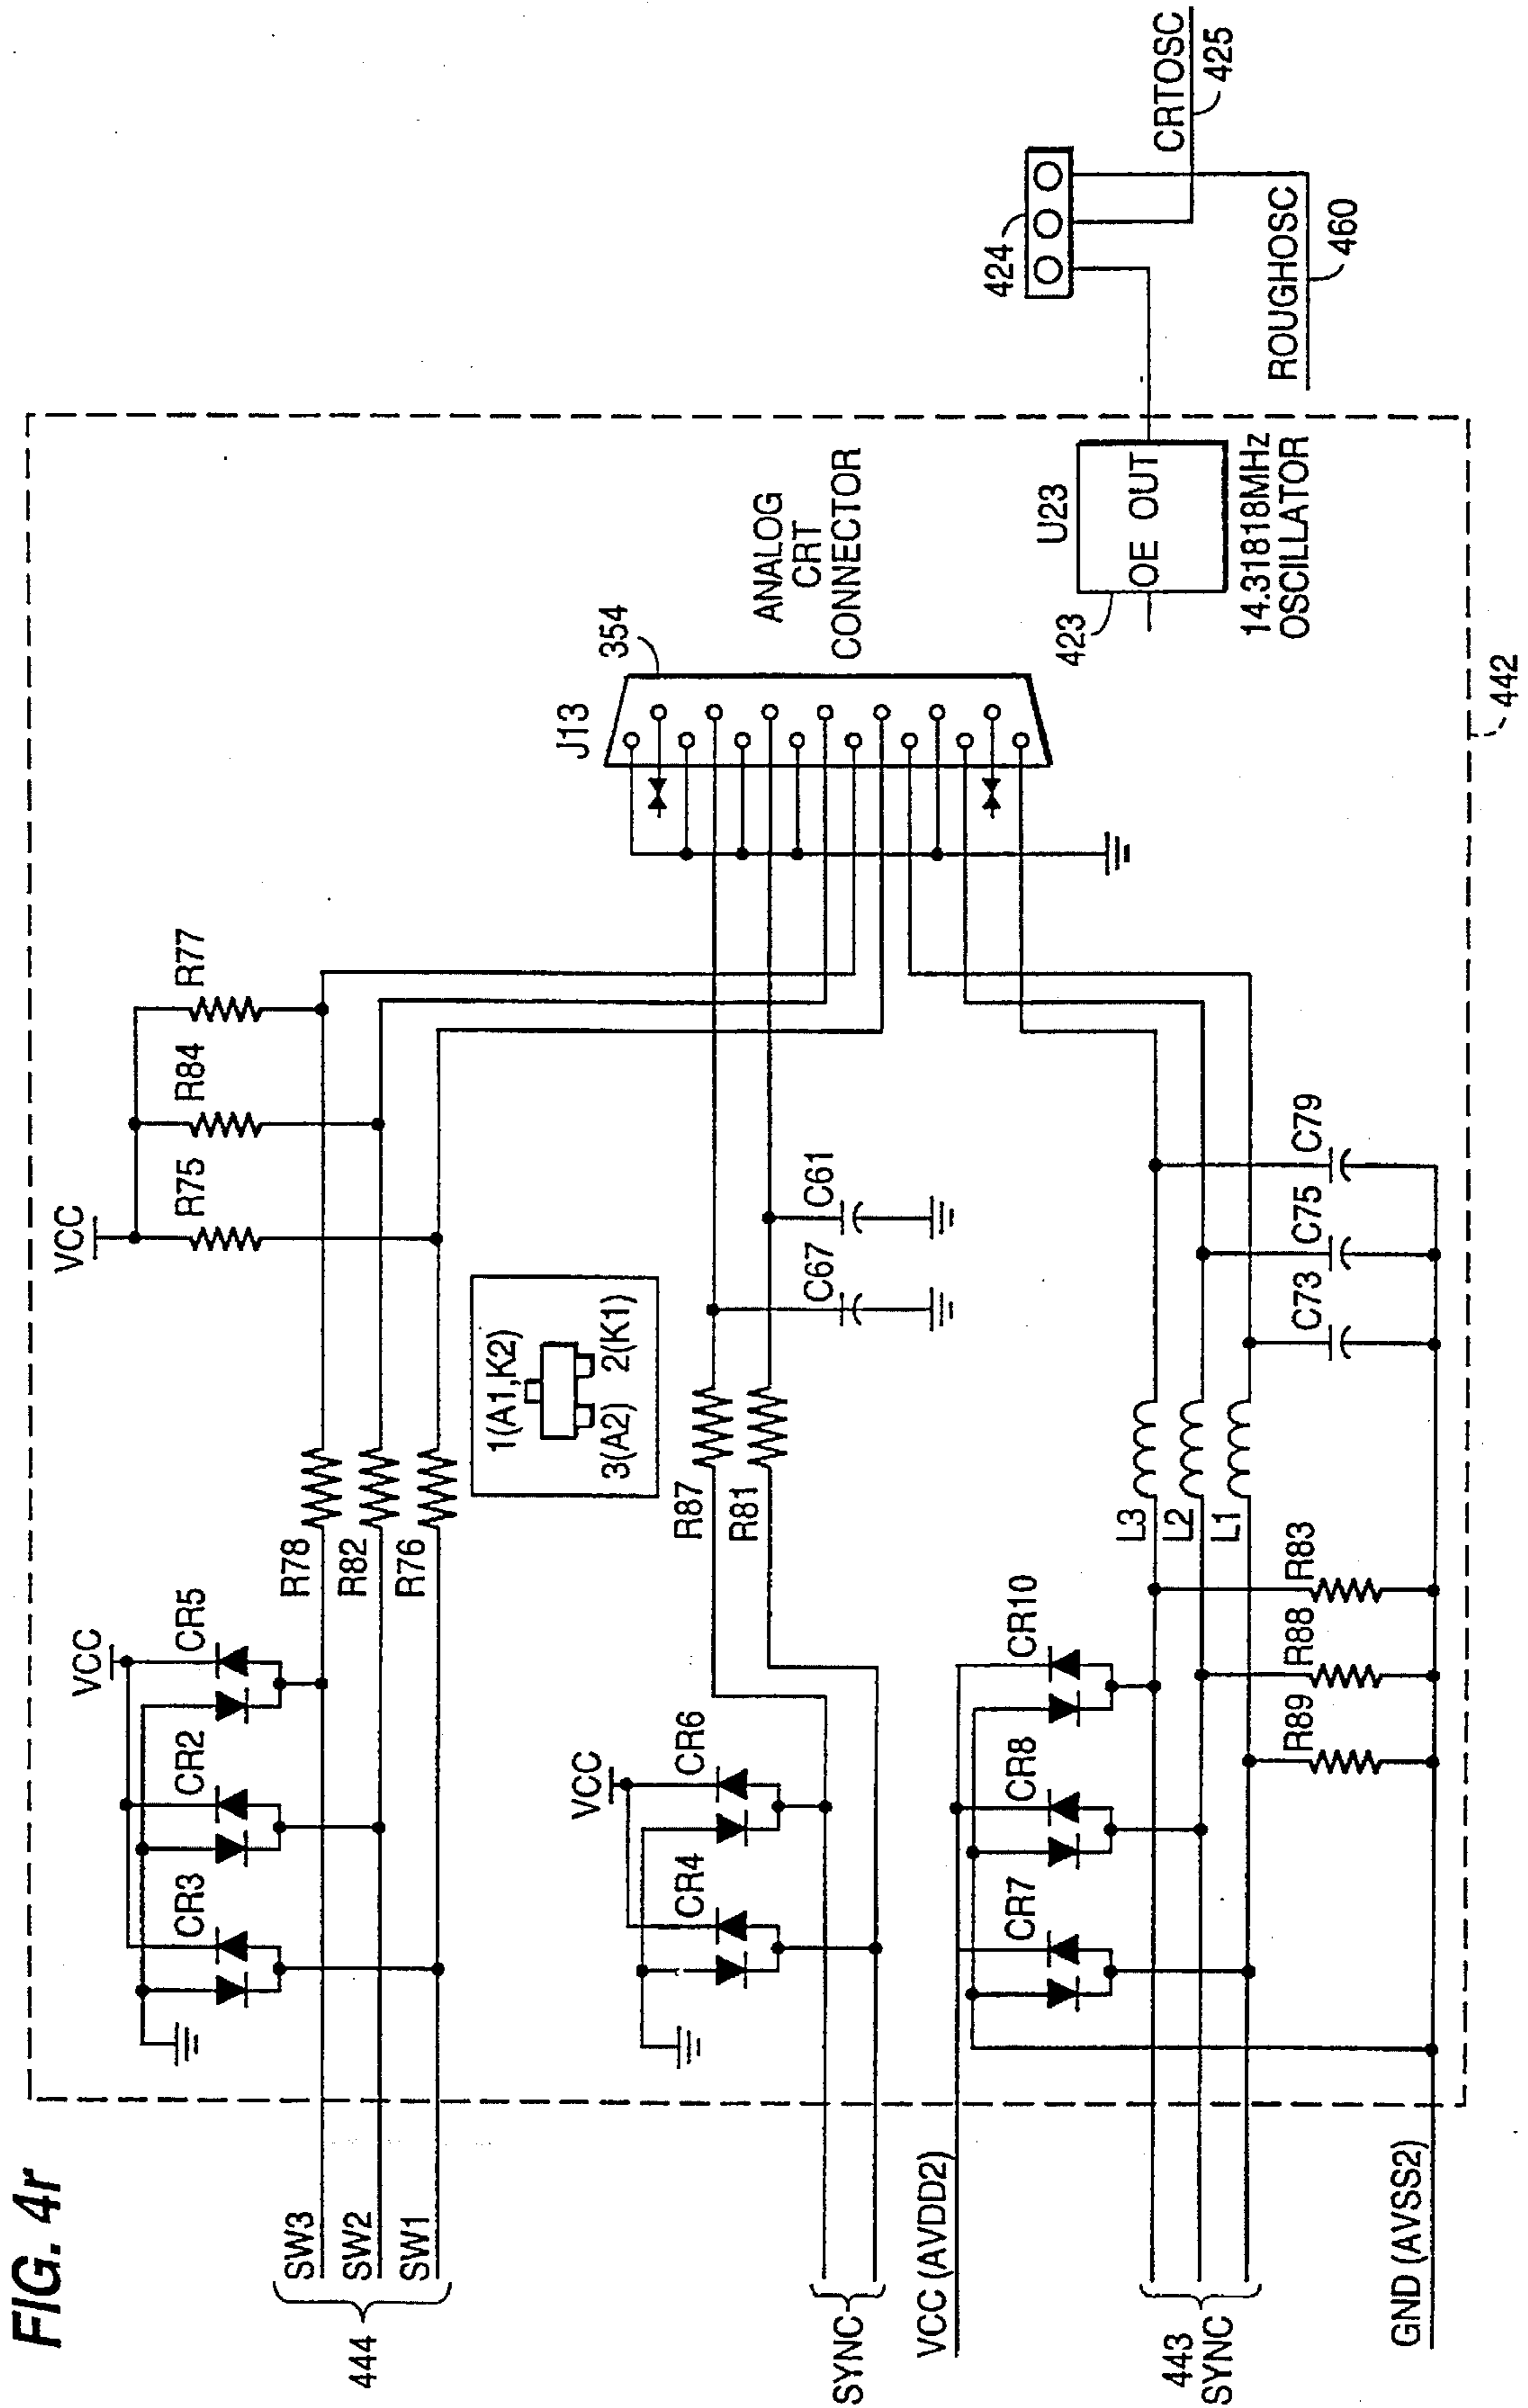 FIG. 4r
444
SW3
SW2
SW1
VCC
CR3
CR2
CR5
R78
R82
R76
VCC
R75
R84
R77
1(A1,K2)
3(A2) 2(K1)
SYNC
VCC
CR4
CR6
R87
R81
C67
C61
J13
354
ANALOG
CRT
CONNECTOR
VCC (AVDD2)
443
SYNC
GND (AVSS2)
CR7
CR8
CR10
R89
R88
R83
L3
L2
L1
C73
C75
C79
423
U23
OE OUT
14.31818MHz
OSCILLATOR
442
424
CRTOSC
425
ROUGHOSC
460